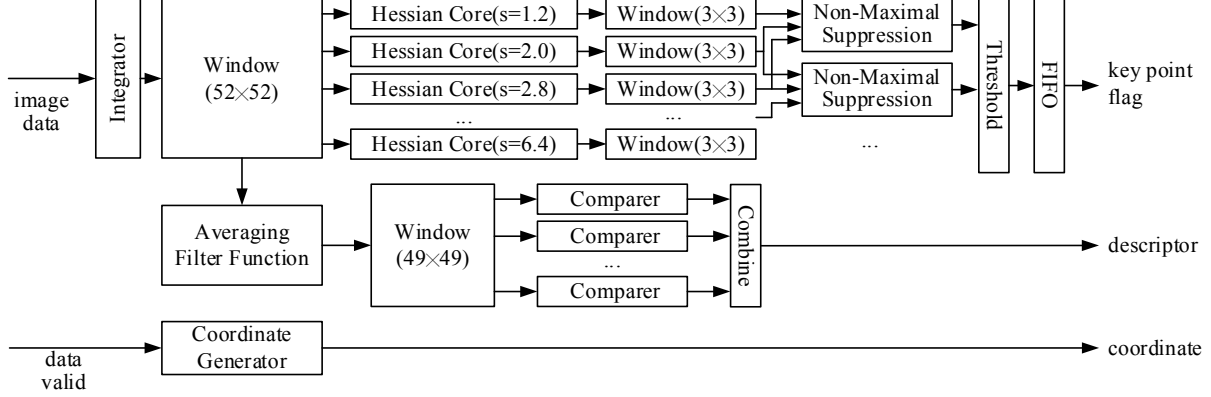 image
data
Integrator
Window
(52×52)
Hessian Core(s=1.2)
Hessian Core(s=2.0)
Hessian Core(s=2.8)
...
Hessian Core(s=6.4)
Window(3×3)
Window(3×3)
Window(3×3)
...
Window(3×3)
Non-Maximal
Suppression
Non-Maximal
Suppression
...
Threshold
FIFO
key point
flag
Averaging
Filter Function
Window
(49×49)
Comparer
Comparer
...
Comparer
Combine
descriptor
data
valid
Coordinate
Generator
coordinate